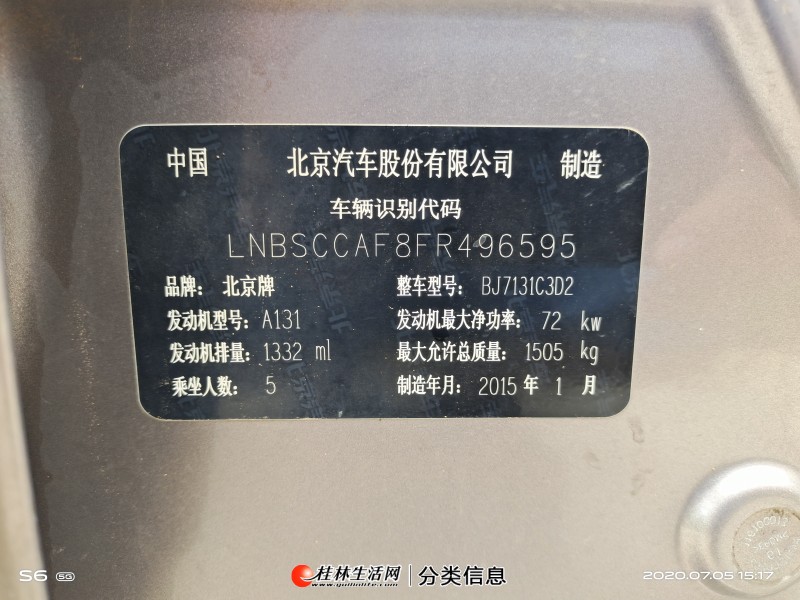 中国 北京汽车股份有限公司 制造
车辆识别代码
LNBSCCAF8FR496595
品牌： 北京牌 整车型号： BJ7131C3D2
发动机型号： A131 发动机最大净功率： 72 kw
发动机排量： 1332 ml 最大允许总质量： 1505 kg
乘坐人数： 5 制造年月： 2015 年 1 月
S6 5G
桂林生活网 分类信息
www.guilinlife.com
2020.07.05 15:17